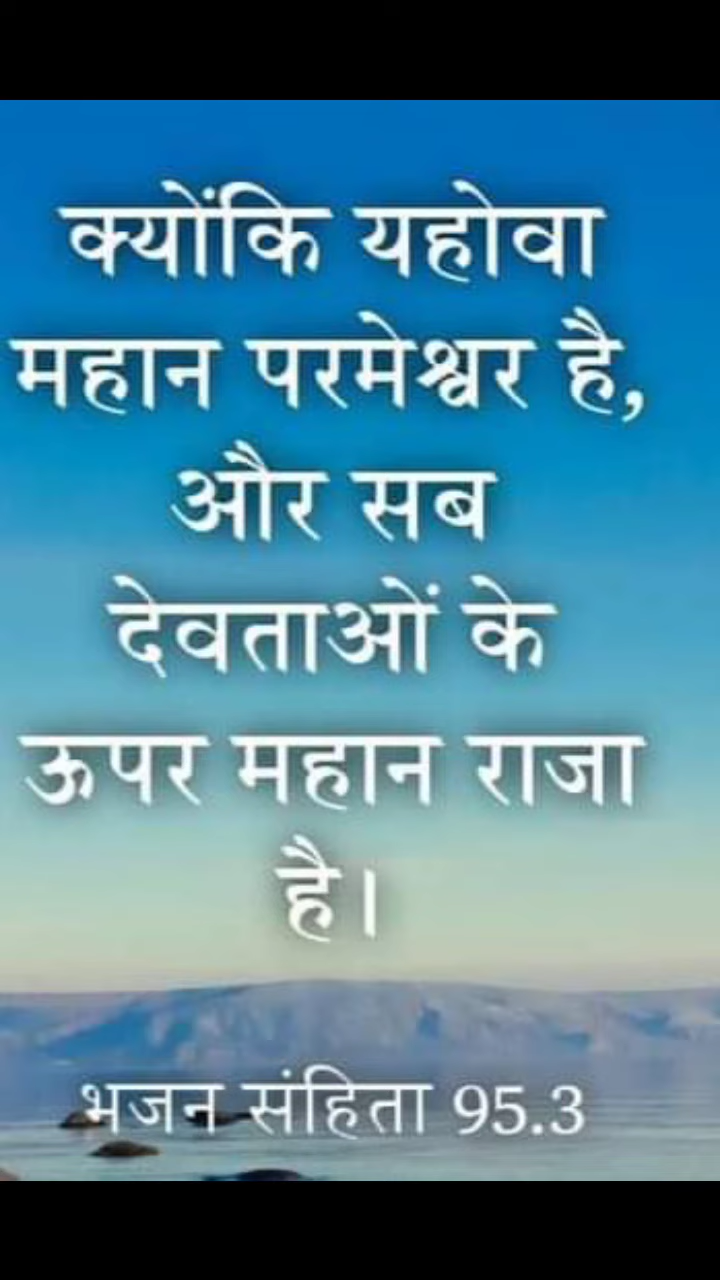 क्योंकि यहोवा
महान परमेश्वर है,
और सब
देवताओं के
ऊपर महान राजा
है।
भजन संहिता 95.3